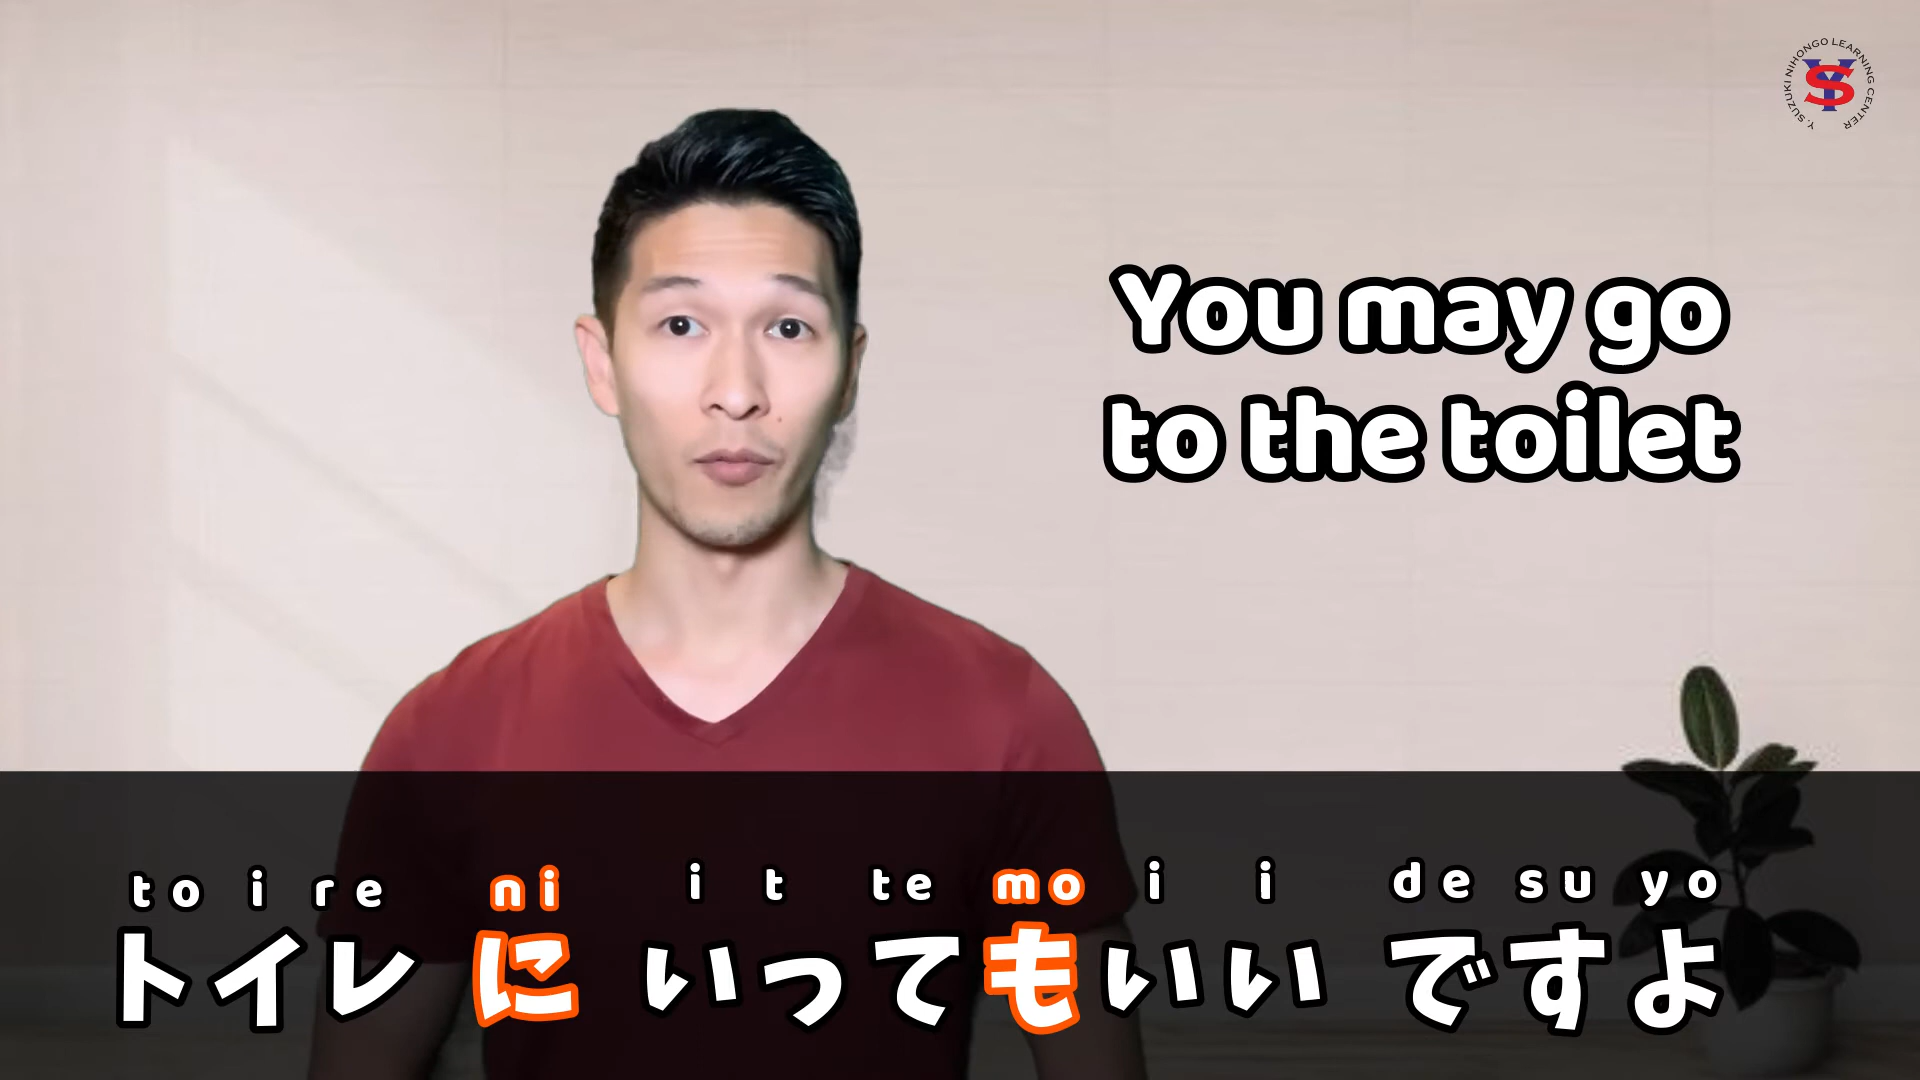 Y. SUZUKI NIHONGO LEARNING CENTER
YS
You may go
to the toilet
to i re ni i t te mo i i de su yo
トイレ に いってもいい ですよ